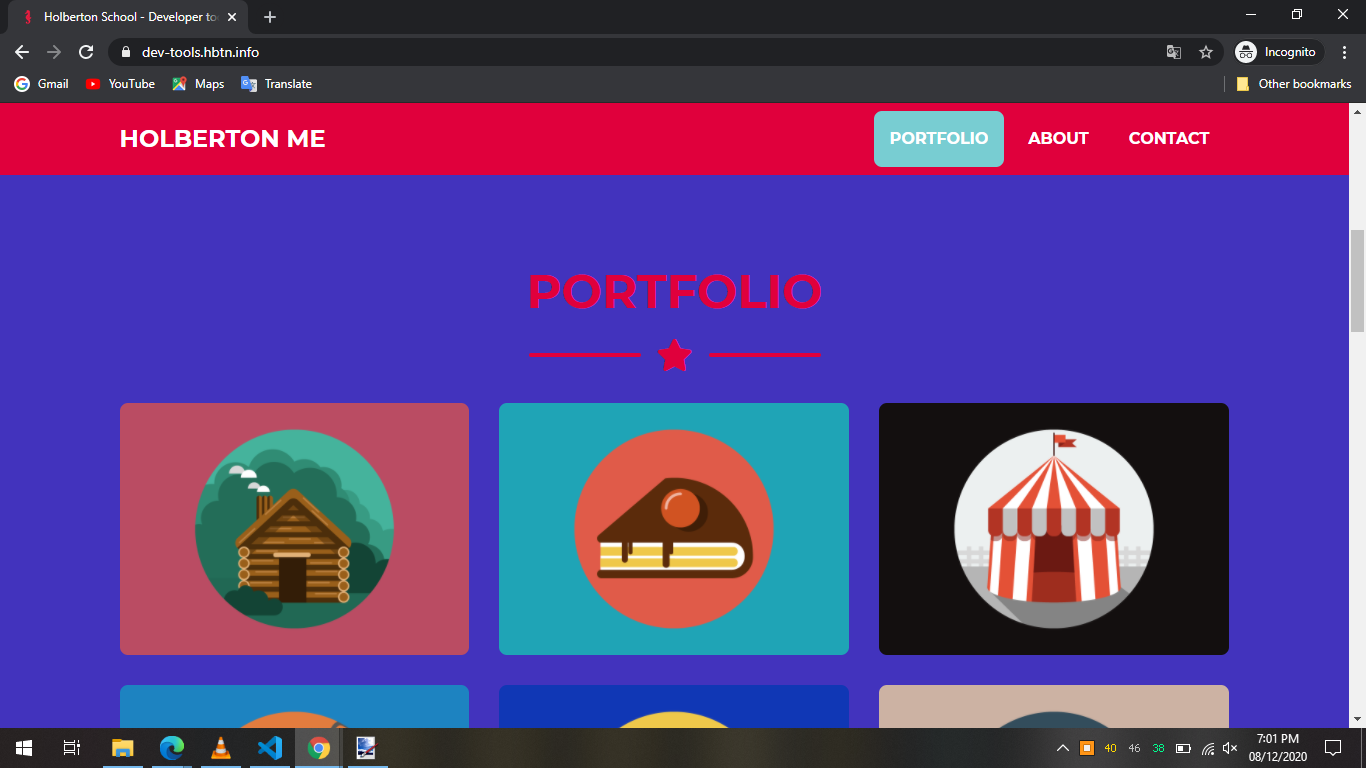 Holberton School - Developer to
dev-tools.hbtn.info
Incognito
Gmail
YouTube
Maps
Translate
Other bookmarks
HOLBERTON ME
PORTFOLIO
ABOUT
CONTACT
PORTFOLIO
40
46
38
7:01 PM
08/12/2020